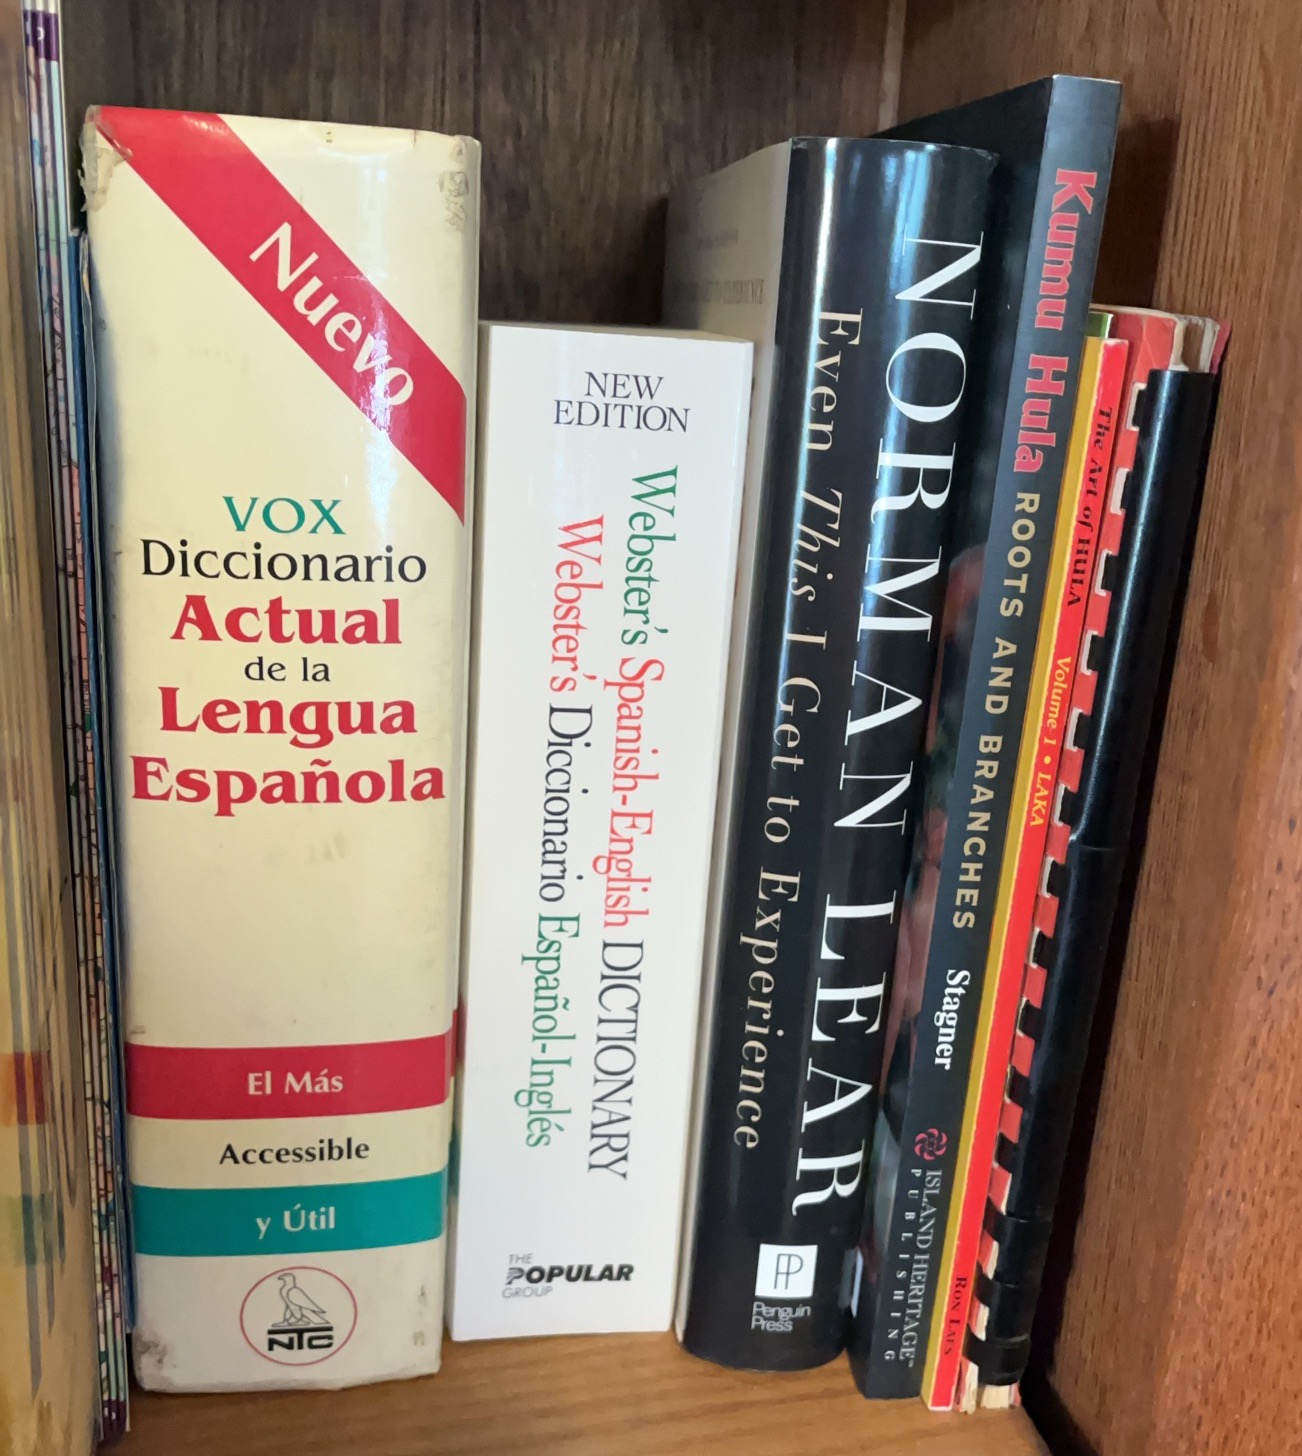 Nuevo
VOX
Diccionario
Actual
de la
Lengua
Española
El Más
Accessible
y Útil
NTC
NEW
EDITION
Webster's Spanish-English DICTIONARY
Webster's Diccionario Español-Inglés
THE
POPULAR
GROUP
NORMAN LEAR
Even This I Get to Experience
Penguin
Press
Kumu Hula ROOTS AND BRANCHES
Stagner
ISLAND HERITAGE™
PUBLISHING
The Art of HULA
Volume 1 • LAKA